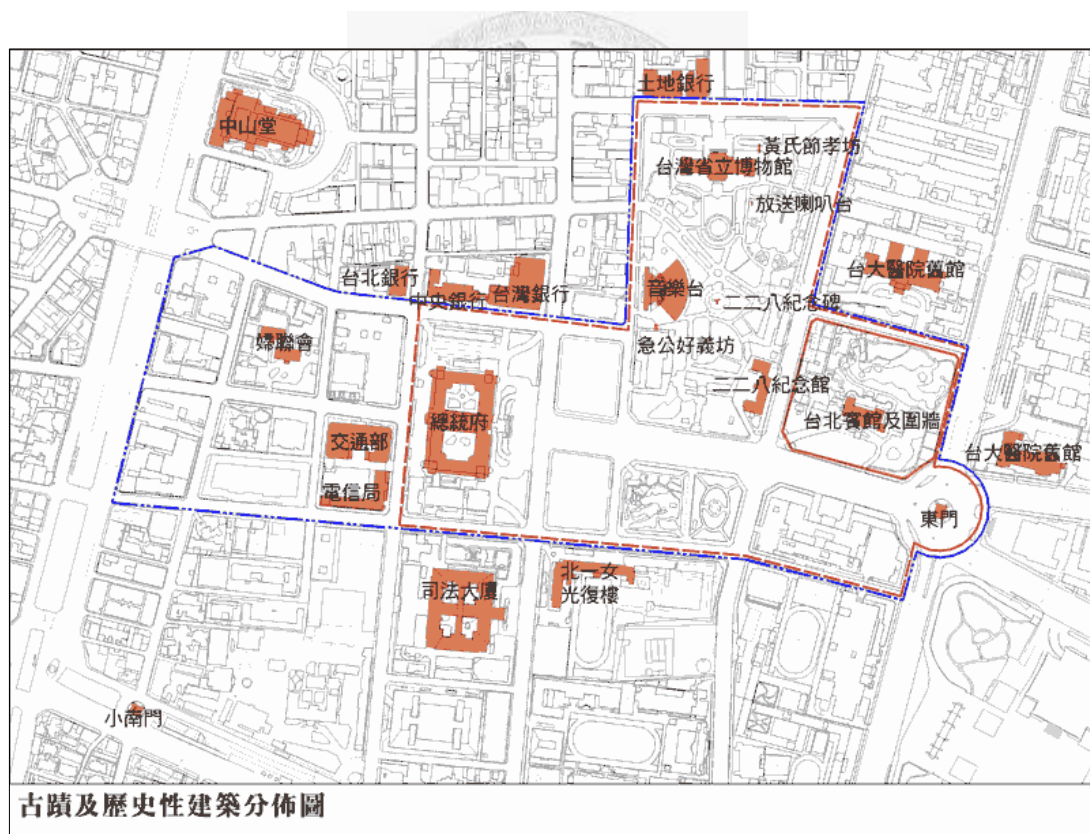 土地銀行
中山堂
黃氏節孝坊
台灣省立博物館
放送喇叭台
台大醫院舊館
台北銀行
中央銀行
台灣銀行
音樂台
二二八紀念碑
婦聯會
急公好義坊
二二八紀念館
總統府
台北賓館及圍牆
交通部
台大醫院舊館
電信局
東門
北一女
光復樓
司法大廈
小南門
古蹟及歷史性建築分佈圖